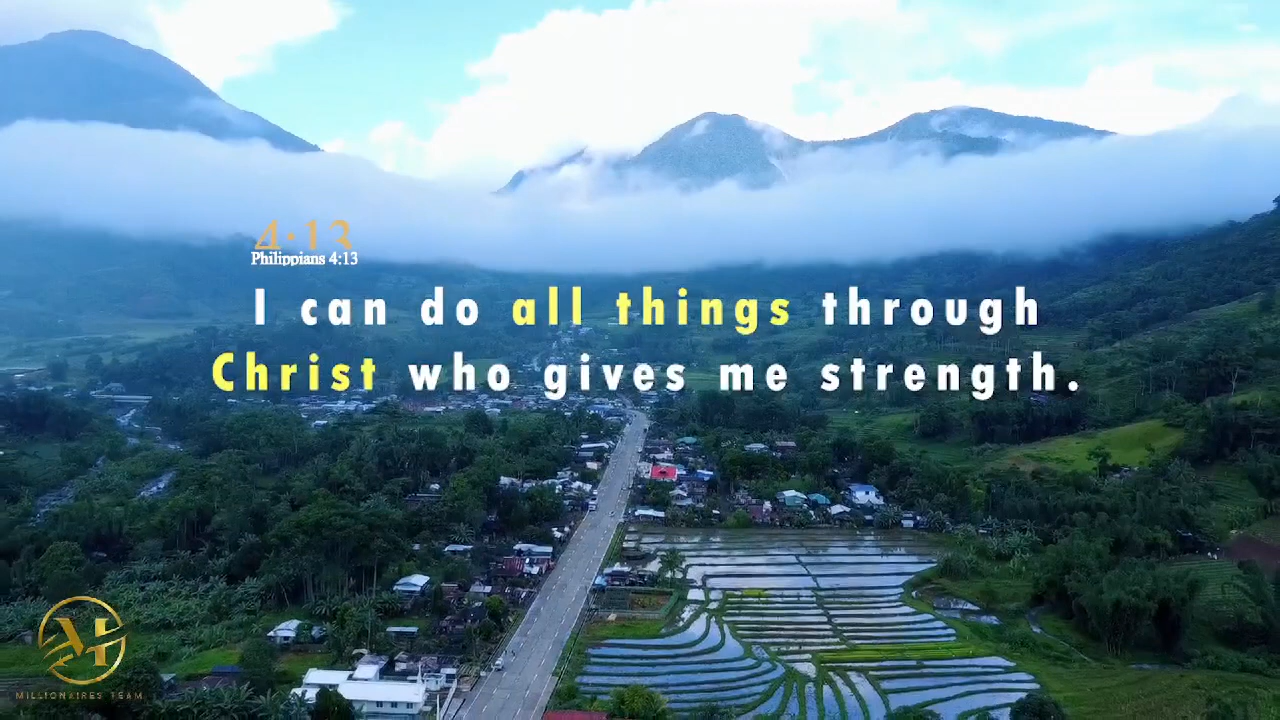 4:13
Philippians 4:13
I can do all things through
Christ who gives me strength.
MILLIONAIRES TEAM